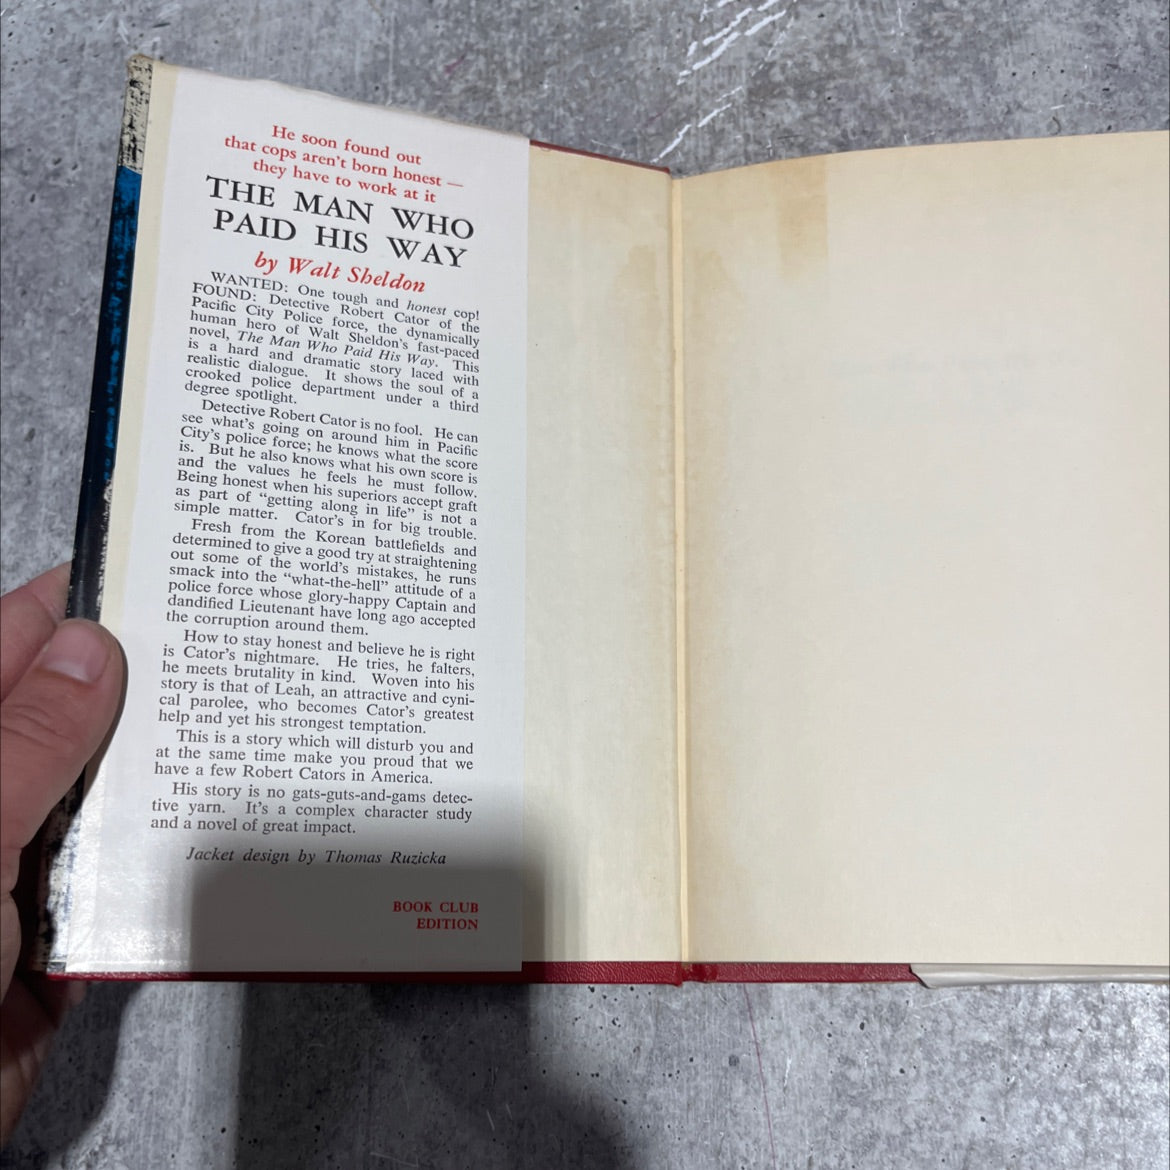 He soon found out
that cops aren't born honest —
they have to work at it
THE MAN WHO
PAID HIS WAY
by Walt Sheldon
WANTED: One tough and honest cop!
FOUND: Detective Robert Cator of the
Pacific City Police force, the dynamically
human hero of Walt Sheldon's fast-paced
novel, The Man Who Paid His Way. This
is a hard and dramatic story laced with
realistic dialogue. It shows the soul of a
crooked police department under a third
degree spotlight.
Detective Robert Cator is no fool. He can
see what's going on around him in Pacific
City's police force; he knows what the score
is. But he also knows what his own score is
and the values he feels he must follow.
Being honest when his superiors accept graft
as part of "getting along in life" is not a
simple matter. Cator's in for big trouble.
Fresh from the Korean battlefields and
determined to give a good try at straightening
out some of the world's mistakes, he runs
smack into the "what-the-hell" attitude of a
police force whose glory-happy Captain and
dandified Lieutenant have long ago accepted
the corruption around them.
How to stay honest and believe he is right
is Cator's nightmare. He tries, he falters,
he meets brutality in kind. Woven into his
story is that of Leah, an attractive and cyni-
cal parolee, who becomes Cator's greatest
help and yet his strongest temptation.
This is a story which will disturb you and
at the same time make you proud that we
have a few Robert Cators in America.
His story is no gats-guts-and-gams detec-
tive yarn. It's a complex character study
and a novel of great impact.
Jacket design by Thomas Ruzicka
BOOK CLUB
EDITION